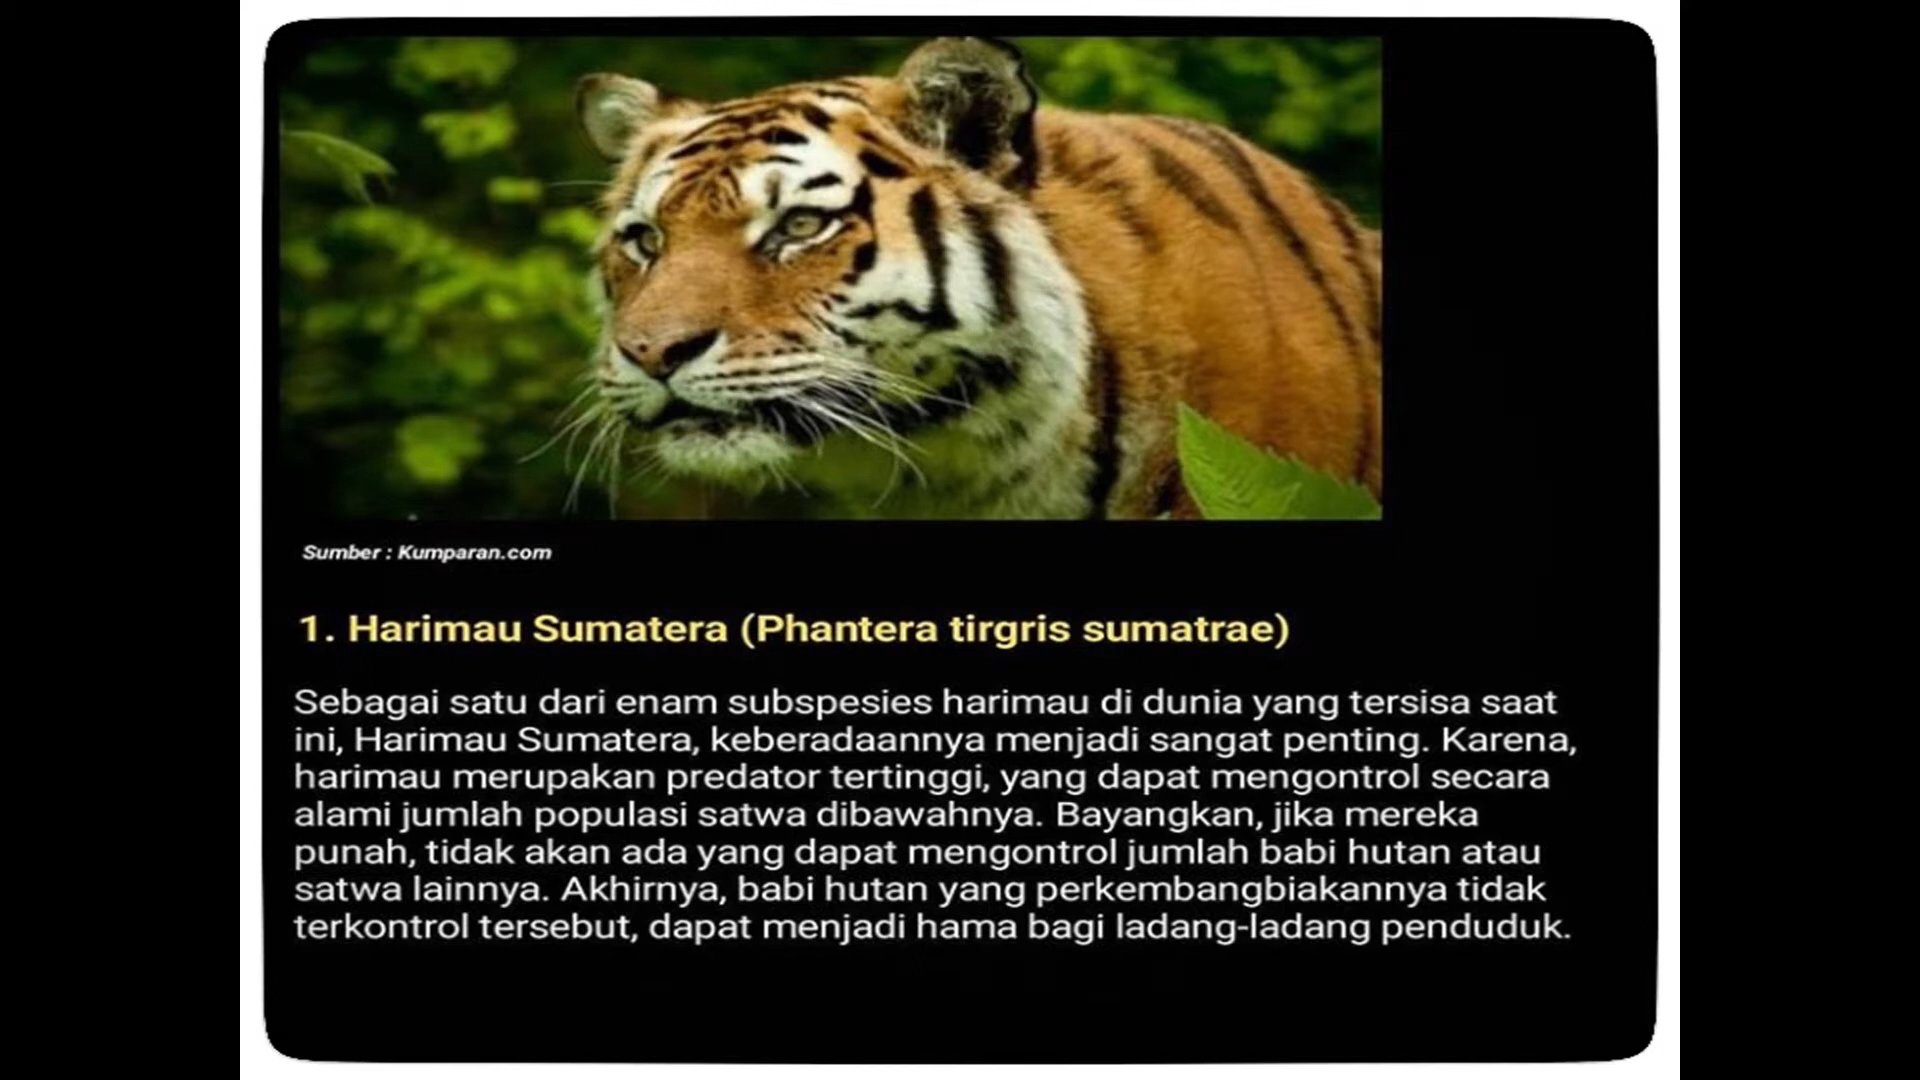 Sumber : Kumparan.com
1. Harimau Sumatera (Phantera tirgris sumatrae)
Sebagai satu dari enam subspesies harimau di dunia yang tersisa saat
ini, Harimau Sumatera, keberadaannya menjadi sangat penting. Karena,
harimau merupakan predator tertinggi, yang dapat mengontrol secara
alami jumlah populasi satwa dibawahnya. Bayangkan, jika mereka
punah, tidak akan ada yang dapat mengontrol jumlah babi hutan atau
satwa lainnya. Akhirnya, babi hutan yang perkembangbiakannya tidak
terkontrol tersebut, dapat menjadi hama bagi ladang-ladang penduduk.